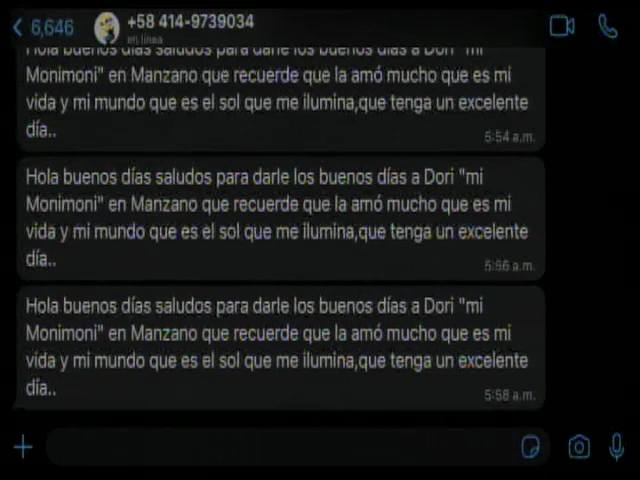 6,646
+58 414-9739034
en línea
Hola buenos días saludos para darle los buenos días a Dori "mi
Monimoni" en Manzano que recuerde que la amó mucho que es mi
vida y mi mundo que es el sol que me ilumina,que tenga un excelente
día..
5:54 a.m.
Hola buenos días saludos para darle los buenos días a Dori "mi
Monimoni" en Manzano que recuerde que la amó mucho que es mi
vida y mi mundo que es el sol que me ilumina,que tenga un excelente
día..
5:56 a.m.
Hola buenos días saludos para darle los buenos días a Dori "mi
Monimoni" en Manzano que recuerde que la amó mucho que es mi
vida y mi mundo que es el sol que me ilumina,que tenga un excelente
día..
5:58 a.m.